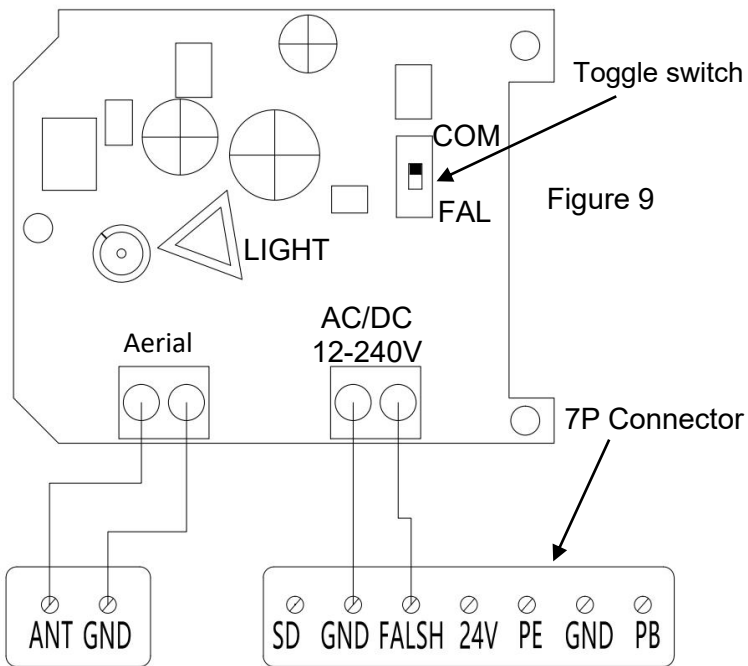 Toggle switch
COM
FAL
Figure 9
LIGHT
Aerial
AC/DC
12-240V
7P Connector
ANT GND
SD GND FALSH 24V PE GND PB